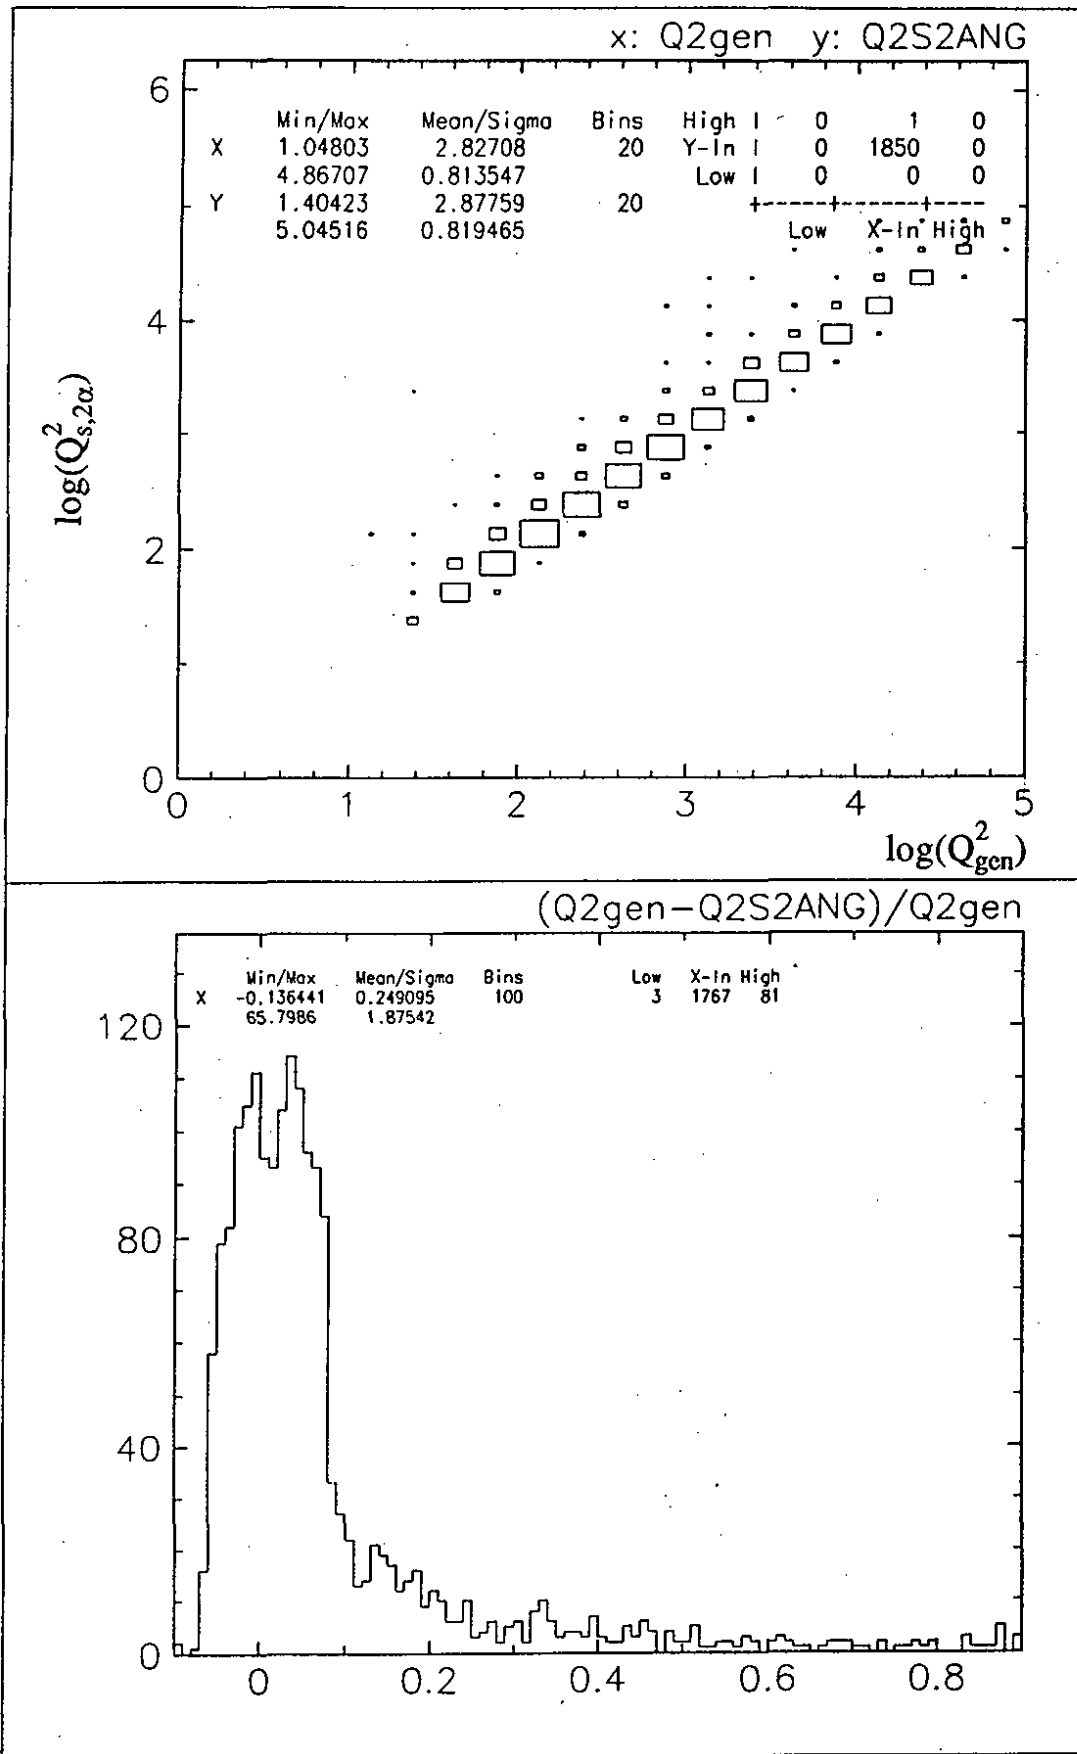 x: Q2gen y: Q2S2ANG
6
Min/Max Mean/Sigma Bins High | 0 1 0
X 1.04803 2.82708 20 Y-In | 0 1850 0
4.86707 0.813547 Low | 0 0 0
Y 1.40423 2.87759 20 +------+-------+----
5.04516 0.819465 Low X-In High
4
log(Q²s,2α)
2
0
0 1 2 3 4 5
log(Q²gen)
(Q2gen-Q2S2ANG)/Q2gen
Min/Max Mean/Sigma Bins Low X-In High
X -0.136441 0.249095 100 3 1767 81
65.7986 1.87542
120
80
40
0
0 0.2 0.4 0.6 0.8